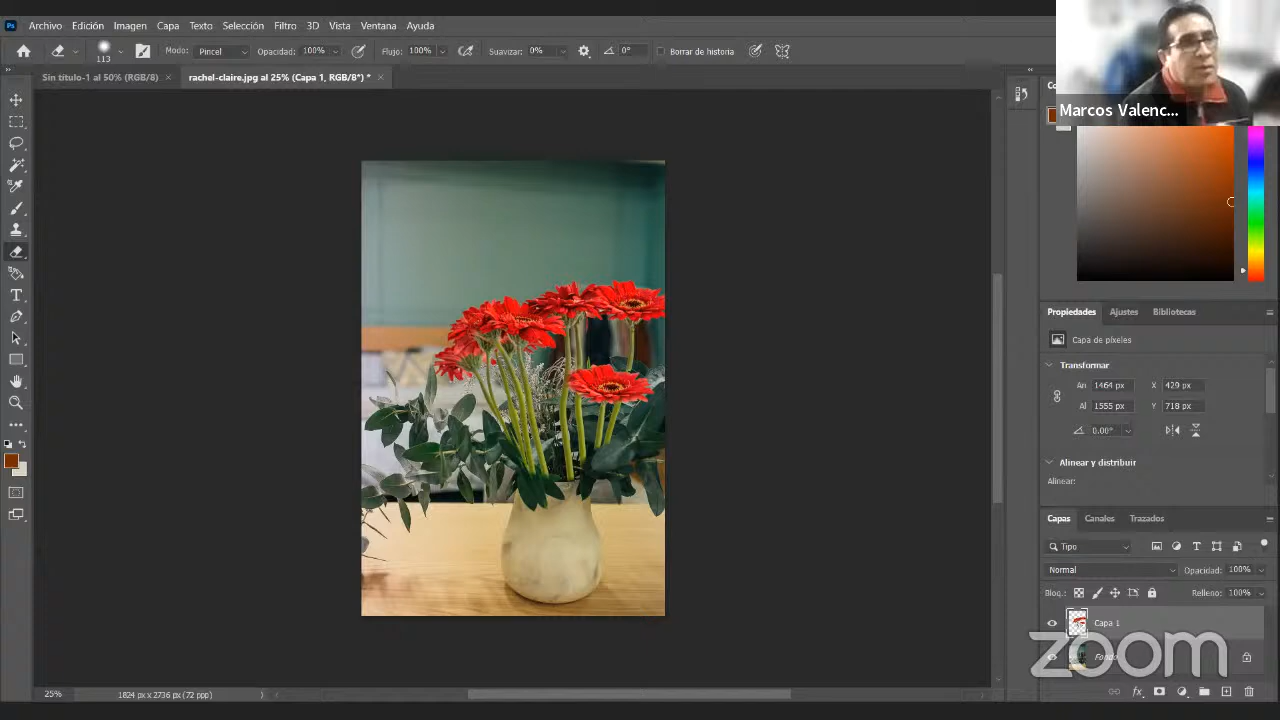 Ps Archivo Edición Imagen Capa Texto Selección Filtro 3D Vista Ventana Ayuda
113 Modo: Pincel Opacidad: 100% Flujo: 100% Suavizar: 0% 0° Borrar de historia
Sin título-1 al 50% (RGB/8) × rachel-claire.jpg al 25% (Capa 1, RGB/8*) * ×
Marcos Valenc...
Propiedades Ajustes Bibliotecas
Capa de píxeles
Transformar
An 1464 px X 429 px
Al 1555 px Y 718 px
0.00°
Alinear y distribuir
Alinear:
Capas Canales Trazados
Tipo
Normal Opacidad: 100%
Bloq.: Relleno: 100%
Capa 1
Fondo
zoom
25% 1824 px x 2736 px (72 ppp)
fx